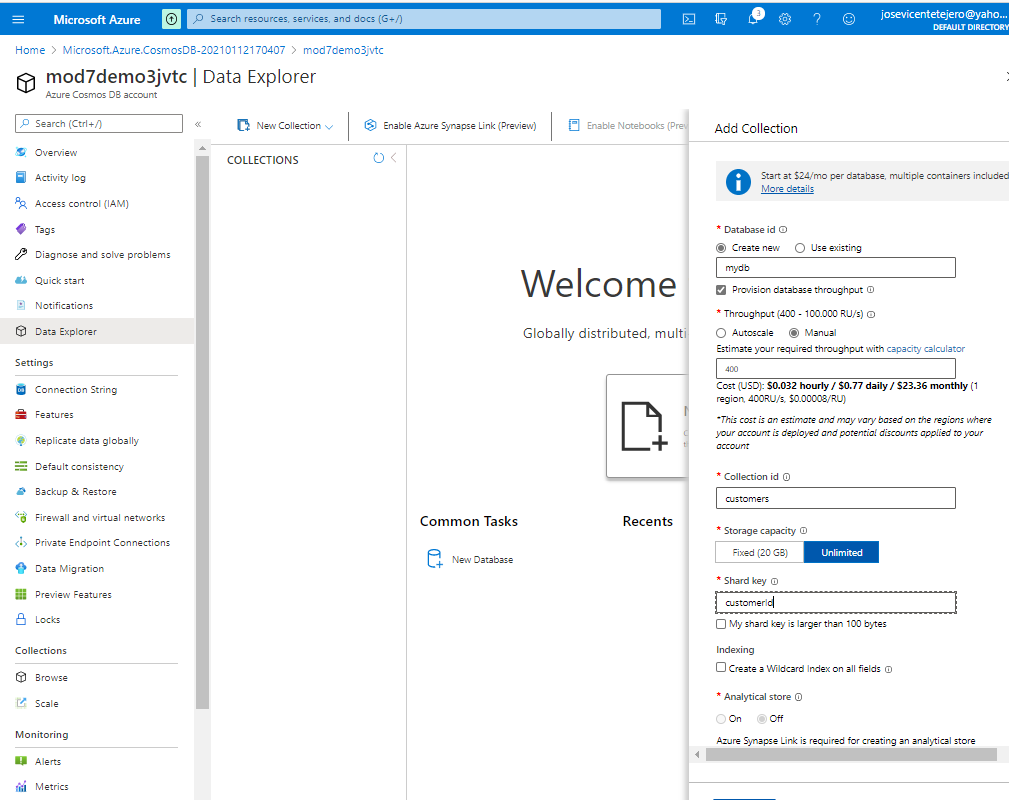 Microsoft Azure
Search resources, services, and docs (G+/)
3
josevicentetejero@yaho...
DEFAULT DIRECTORY
Home > Microsoft.Azure.CosmosDB-20210112170407 > mod7demo3jvtc
mod7demo3jvtc | Data Explorer
Azure Cosmos DB account
Search (Ctrl+/)
Overview
Activity log
Access control (IAM)
Tags
Diagnose and solve problems
Quick start
Notifications
Data Explorer
Settings
Connection String
Features
Replicate data globally
Default consistency
Backup & Restore
Firewall and virtual networks
Private Endpoint Connections
Data Migration
Preview Features
Locks
Collections
Browse
Scale
Monitoring
Alerts
Metrics
New Collection
Enable Azure Synapse Link (Preview)
Enable Notebooks (Prev
COLLECTIONS
Welcome
Globally distributed, multi
Common Tasks
Recents
New Database
Add Collection
Start at $24/mo per database, multiple containers included
More details
* Database id
Create new
Use existing
mydb
Provision database throughput
* Throughput (400 - 100.000 RU/s)
Autoscale
Manual
Estimate your required throughput with capacity calculator
400
Cost (USD): $0.032 hourly / $0.77 daily / $23.36 monthly (1
region, 400RU/s, $0.00008/RU)
*This cost is an estimate and may vary based on the regions where
your account is deployed and potential discounts applied to your
account
* Collection id
customers
* Storage capacity
Fixed (20 GB)
Unlimited
* Shard key
customerId
My shard key is larger than 100 bytes
Indexing
Create a Wildcard Index on all fields
* Analytical store
On
Off
Azure Synapse Link is required for creating an analytical store